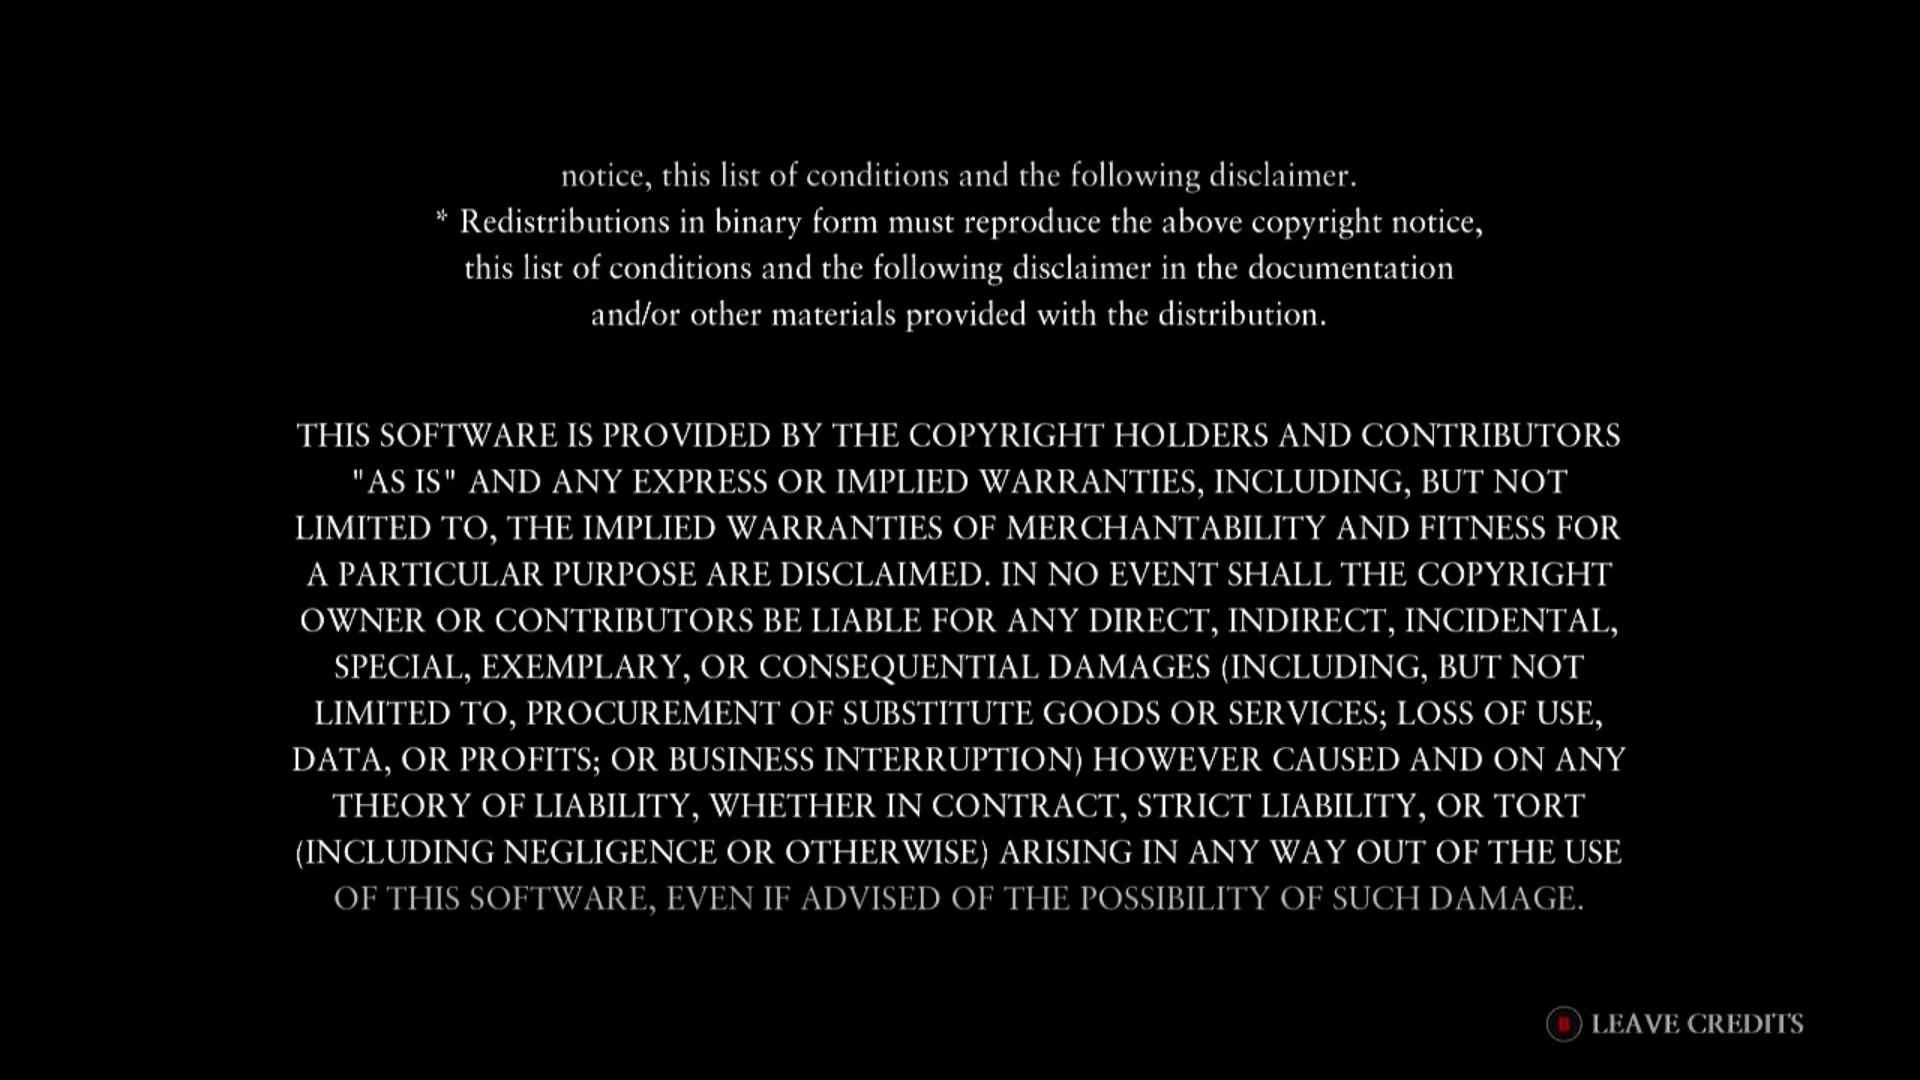 notice, this list of conditions and the following disclaimer.
* Redistributions in binary form must reproduce the above copyright notice,
this list of conditions and the following disclaimer in the documentation
and/or other materials provided with the distribution.
THIS SOFTWARE IS PROVIDED BY THE COPYRIGHT HOLDERS AND CONTRIBUTORS
"AS IS" AND ANY EXPRESS OR IMPLIED WARRANTIES, INCLUDING, BUT NOT
LIMITED TO, THE IMPLIED WARRANTIES OF MERCHANTABILITY AND FITNESS FOR
A PARTICULAR PURPOSE ARE DISCLAIMED. IN NO EVENT SHALL THE COPYRIGHT
OWNER OR CONTRIBUTORS BE LIABLE FOR ANY DIRECT, INDIRECT, INCIDENTAL,
SPECIAL, EXEMPLARY, OR CONSEQUENTIAL DAMAGES (INCLUDING, BUT NOT
LIMITED TO, PROCUREMENT OF SUBSTITUTE GOODS OR SERVICES; LOSS OF USE,
DATA, OR PROFITS; OR BUSINESS INTERRUPTION) HOWEVER CAUSED AND ON ANY
THEORY OF LIABILITY, WHETHER IN CONTRACT, STRICT LIABILITY, OR TORT
(INCLUDING NEGLIGENCE OR OTHERWISE) ARISING IN ANY WAY OUT OF THE USE
OF THIS SOFTWARE, EVEN IF ADVISED OF THE POSSIBILITY OF SUCH DAMAGE.
B LEAVE CREDITS